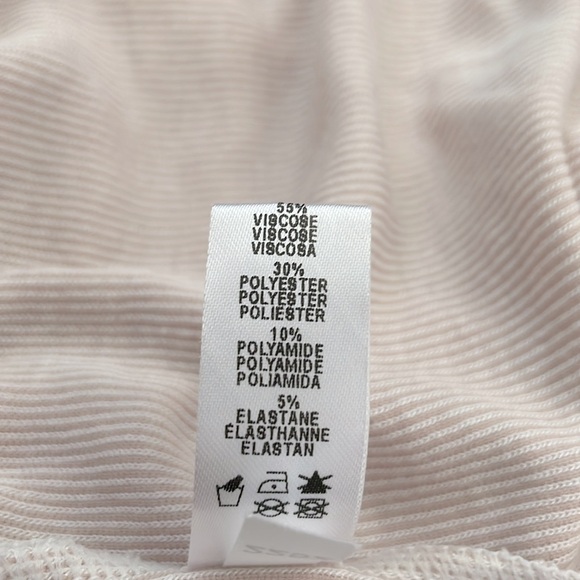 55%
VISCOSE
VISCOSE
VISCOSA
30%
POLYESTER
POLYESTER
POLIESTER
10%
POLYAMIDE
POLYAMIDE
POLIAMIDA
5%
ELASTANE
ÉLASTHANNE
ELASTAN